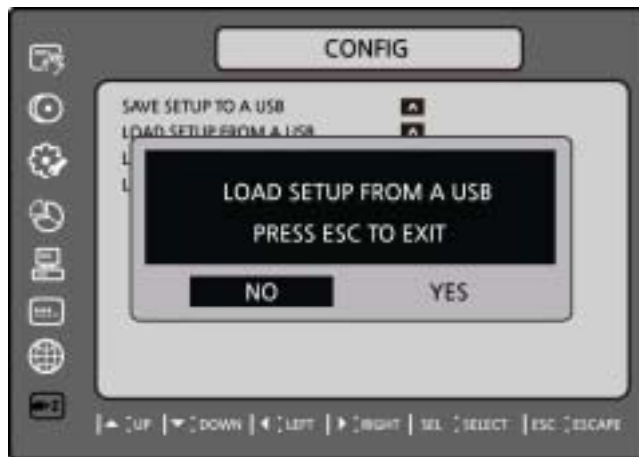 CONFIG
SAVE SETUP TO A USB
LOAD SETUP FROM A USB
L
L
LOAD SETUP FROM A USB
PRESS ESC TO EXIT
NO YES
UP DOWN LEFT RIGHT SEL SELECT ESC ESCAPE